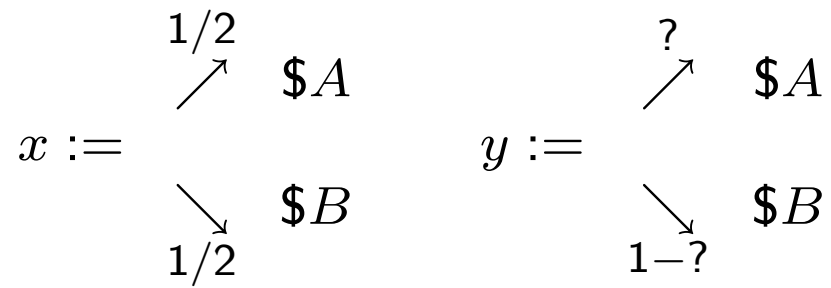 1/2 ?
$A $A
x := y :=
$B $B
1/2 1−?